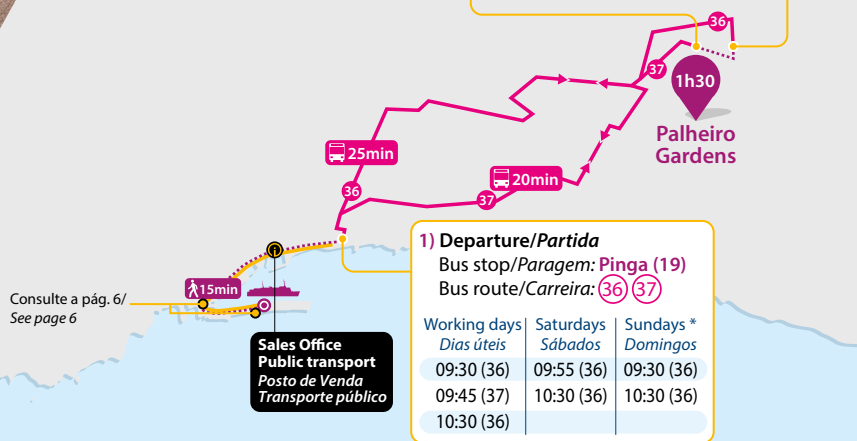 36
37
1h30
Palheiro
Gardens
25min
20min
36
37
1) Departure/Partida
Bus stop/Paragem: Pinga (19)
Bus route/Carreira: 36 37
Working days Saturdays Sundays *
Dias úteis Sábados Domingos
09:30 (36) 09:55 (36) 09:30 (36)
09:45 (37) 10:30 (36) 10:30 (36)
10:30 (36)
i
15min
Consulte a pág. 6/
See page 6
Sales Office
Public transport
Posto de Venda
Transporte público